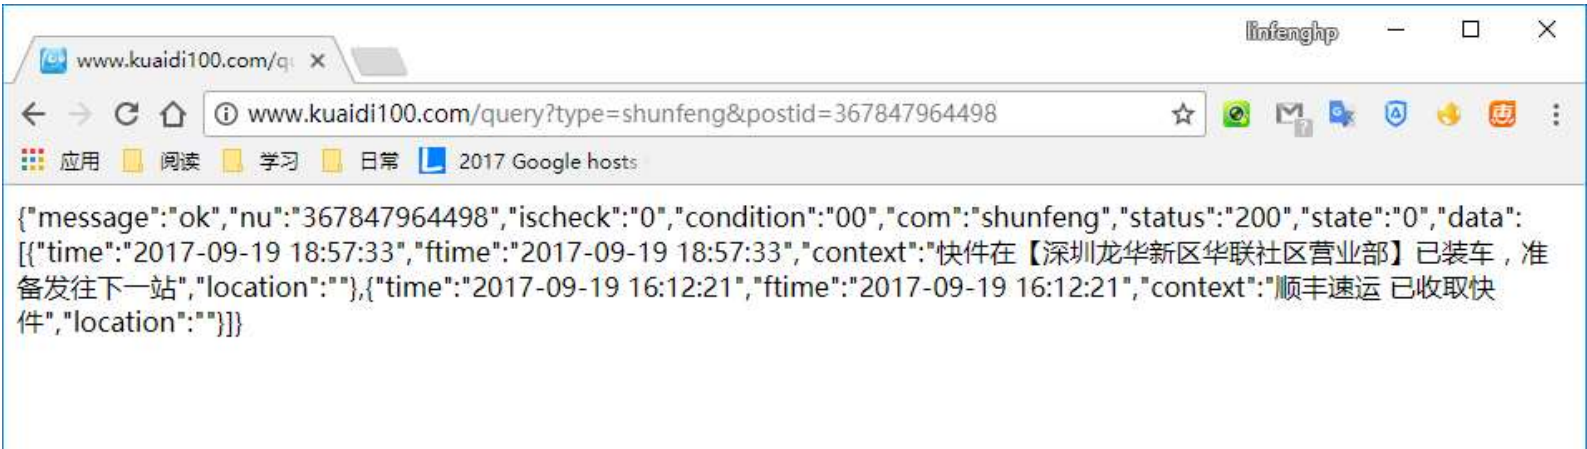 linfenghp
www.kuaidi100.com/q
www.kuaidi100.com/query?type=shunfeng&postid=367847964498
应用 阅读 学习 日常 2017 Google hosts
{"message":"ok","nu":"367847964498","ischeck":"0","condition":"00","com":"shunfeng","status":"200","state":"0","data":
[{"time":"2017-09-19 18:57:33","ftime":"2017-09-19 18:57:33","context":"快件在【深圳龙华新区华联社区营业部】已装车，准
备发往下一站","location":""},{"time":"2017-09-19 16:12:21","ftime":"2017-09-19 16:12:21","context":"顺丰速运 已收取快
件","location":""}]}